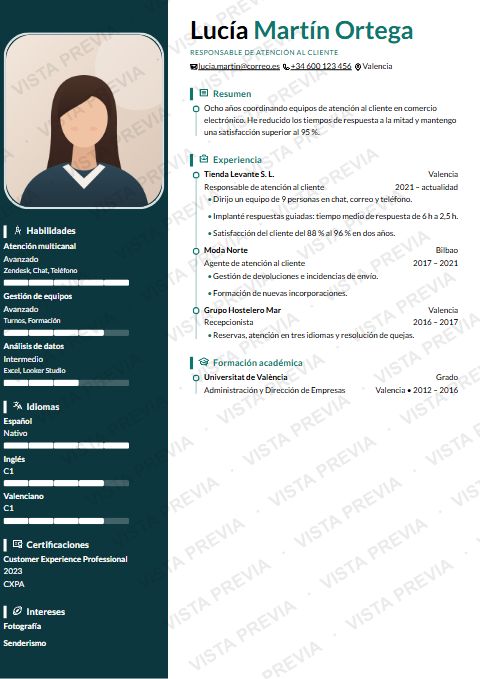 Lucía Martín Ortega
RESPONSABLE DE ATENCIÓN AL CLIENTE
lucia.martin@correo.es +34 600 123 456 Valencia
Resumen
Ocho años coordinando equipos de atención al cliente en comercio
electrónico. He reducido los tiempos de respuesta a la mitad y mantengo
una satisfacción superior al 95 %.
Experiencia
Tienda Levante S. L. Valencia
Responsable de atención al cliente 2021 – actualidad
• Dirijo un equipo de 9 personas en chat, correo y teléfono.
• Implanté respuestas guiadas: tiempo medio de respuesta de 6 h a 2,5 h.
• Satisfacción del cliente del 88 % al 96 % en dos años.
Moda Norte Bilbao
Agente de atención al cliente 2017 – 2021
• Gestión de devoluciones e incidencias de envío.
• Formación de nuevas incorporaciones.
Grupo Hostelero Mar Valencia
Recepcionista 2016 – 2017
• Reservas, atención en tres idiomas y resolución de quejas.
Formación académica
Universitat de València Grado
Administración y Dirección de Empresas Valencia • 2012 – 2016
Habilidades
Atención multicanal
Avanzado
Zendesk, Chat, Teléfono
Gestión de equipos
Avanzado
Turnos, Formación
Análisis de datos
Intermedio
Excel, Looker Studio
Idiomas
Español
Nativo
Inglés
C1
Valenciano
C1
Certificaciones
Customer Experience Professional
2023
CXPA
Intereses
Fotografía
Senderismo
VISTA PREVIA · VISTA PREVIA · VISTA PREVIA